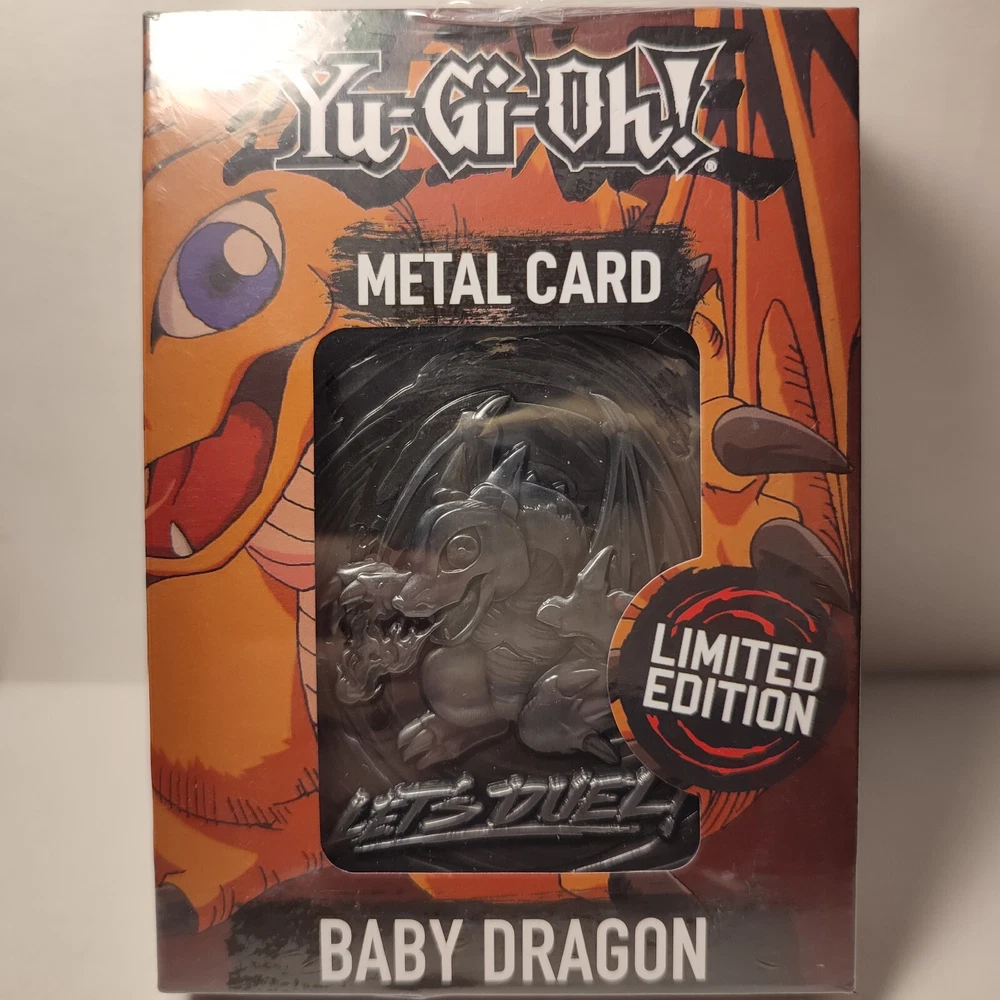 Yu-Gi-Oh!®
METAL CARD
LIMITED
EDITION
LET'S DUEL!
BABY DRAGON